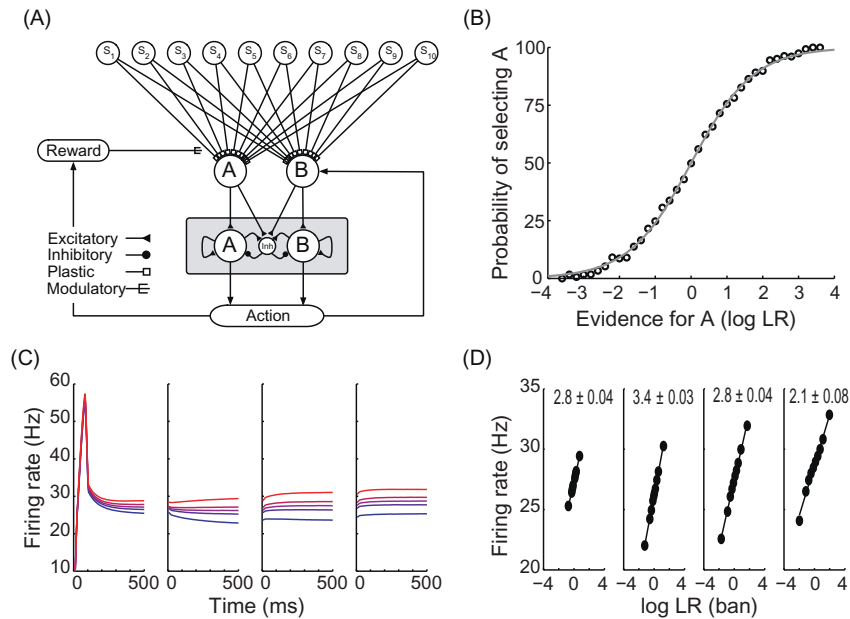 (A)
S1 S2 S3 S4 S5 S6 S7 S8 S9 S10
Reward
A B
Excitatory
Inhibitory
Plastic
Modulatory
A Inh B
Action
(B)
Probability of selecting A
100
75
50
25
0
−4 −3 −2 −1 0 1 2 3 4
Evidence for A (log LR)
(C)
Firing rate (Hz)
60
50
40
30
20
10
0 500 0 500
Time (ms)
(D)
Firing rate (Hz)
35
30
25
20
2.8 ± 0.04 3.4 ± 0.03 2.8 ± 0.04 2.1 ± 0.08
−4 0 4 −4 0 4 −4 0 4 −4 0 4
log LR (ban)